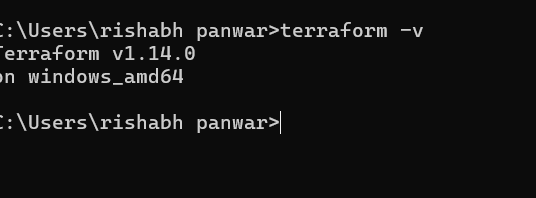 C:\Users\rishabh panwar>terraform -v
Terraform v1.14.0
on windows_amd64
C:\Users\rishabh panwar>